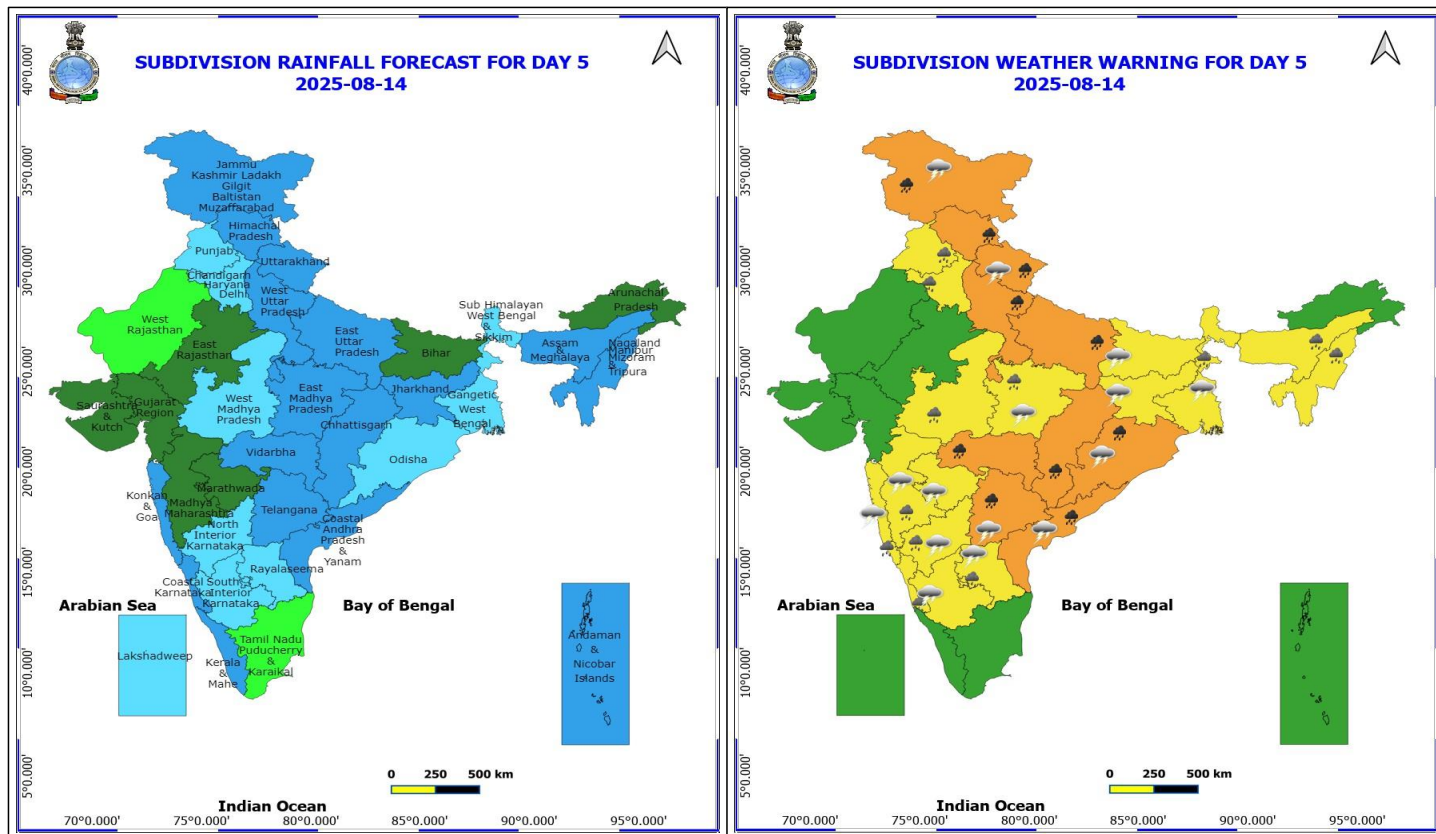 SUBDIVISION RAINFALL FORECAST FOR DAY 5
2025-08-14
40°0.000'
35°0.000'
30°0.000'
25°0.000'
20°0.000'
15°0.000'
10°0.000'
5°0.000'
Jammu
Kashmir Ladakh
Gilgit
Baltistan
Muzaffarabad
Himachal
Pradesh
Punjab
Uttarakhand
Chandigarh
Haryana
Delhi
West
Uttar
Pradesh
West
Rajasthan
East
Rajasthan
East
Uttar
Pradesh
Bihar
Sub Himalayan
West Bengal
&
Sikkim
Arunachal
Pradesh
Assam
&
Meghalaya
Nagaland
Manipur
Mizoram
&
Tripura
Saurashtra
&
Kutch
Gujarat
Region
West
Madhya
Pradesh
East
Madhya
Pradesh
Jharkhand
Gangetic
West
Bengal
Chhattisgarh
Vidarbha
Odisha
Konkan
&
Goa
Madhya
Maharashtra
Marathwada
Telangana
North
Interior
Karnataka
Coastal
Andhra
Pradesh
&
Yanam
Rayalaseema
Coastal
Karnataka
South
Interior
Karnataka
Arabian Sea
Bay of Bengal
Lakshadweep
Tamil Nadu
Puducherry
&
Karaikal
Kerala
&
Mahe
Andaman
&
Nicobar
Islands
0 250 500 km
Indian Ocean
70°0.000' 75°0.000' 80°0.000' 85°0.000' 90°0.000' 95°0.000'
SUBDIVISION WEATHER WARNING FOR DAY 5
2025-08-14
40°0.000'
35°0.000'
30°0.000'
25°0.000'
20°0.000'
15°0.000'
10°0.000'
5°0.000'
Arabian Sea
Bay of Bengal
0 250 500 km
Indian Ocean
70°0.000' 75°0.000' 80°0.000' 85°0.000' 90°0.000' 95°0.000'